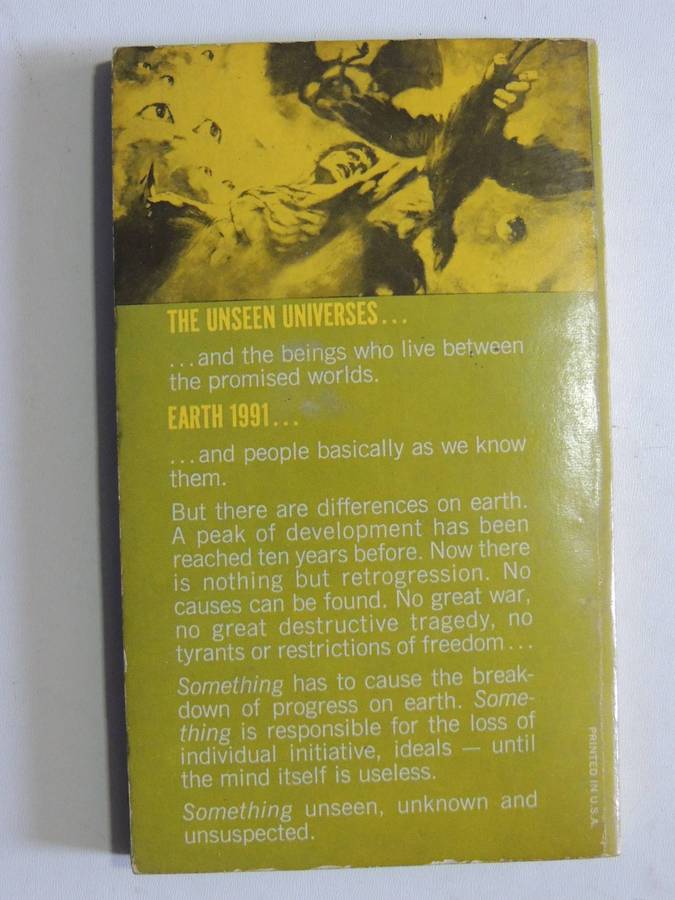 THE UNSEEN UNIVERSES...
...and the beings who live between
the promised worlds.
EARTH 1991...
...and people basically as we know
them.
But there are differences on earth.
A peak of development has been
reached ten years before. Now there
is nothing but retrogression. No
causes can be found. No great war,
no great destructive tragedy, no
tyrants or restrictions of freedom...
Something has to cause the break-
down of progress on earth. Some-
thing is responsible for the loss of
individual initiative, ideals — until
the mind itself is useless.
Something unseen, unknown and
unsuspected.
PRINTED IN U.S.A.